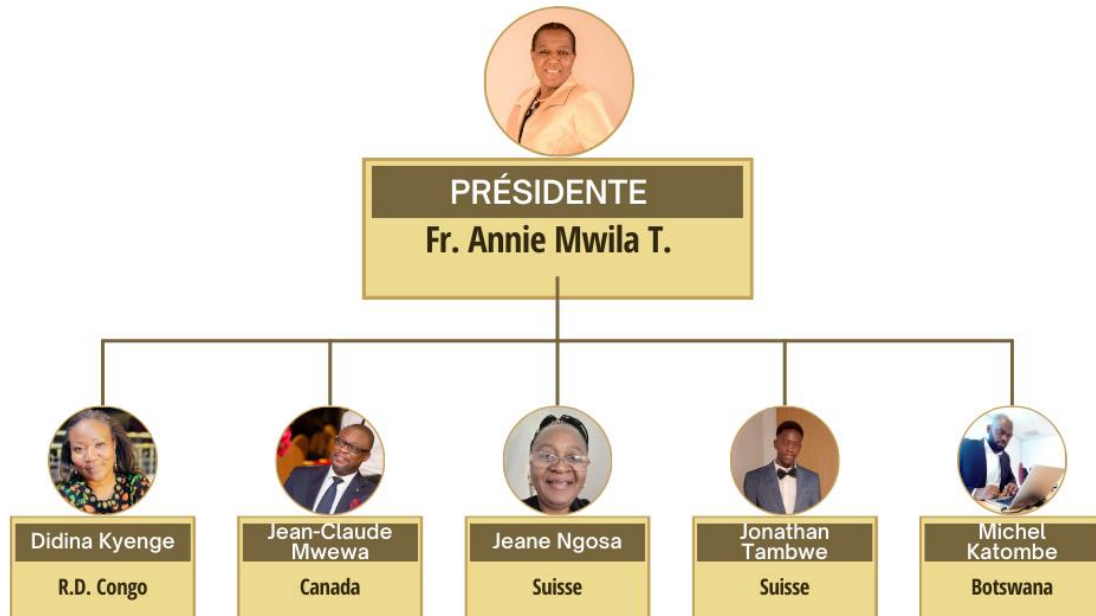 PRÉSIDENTE
Fr. Annie Mwila T.
Didina Kyenge
R.D. Congo
Jean-Claude
Mwewa
Canada
Jeane Ngosa
Suisse
Jonathan
Tambwe
Suisse
Michel
Katombe
Botswana